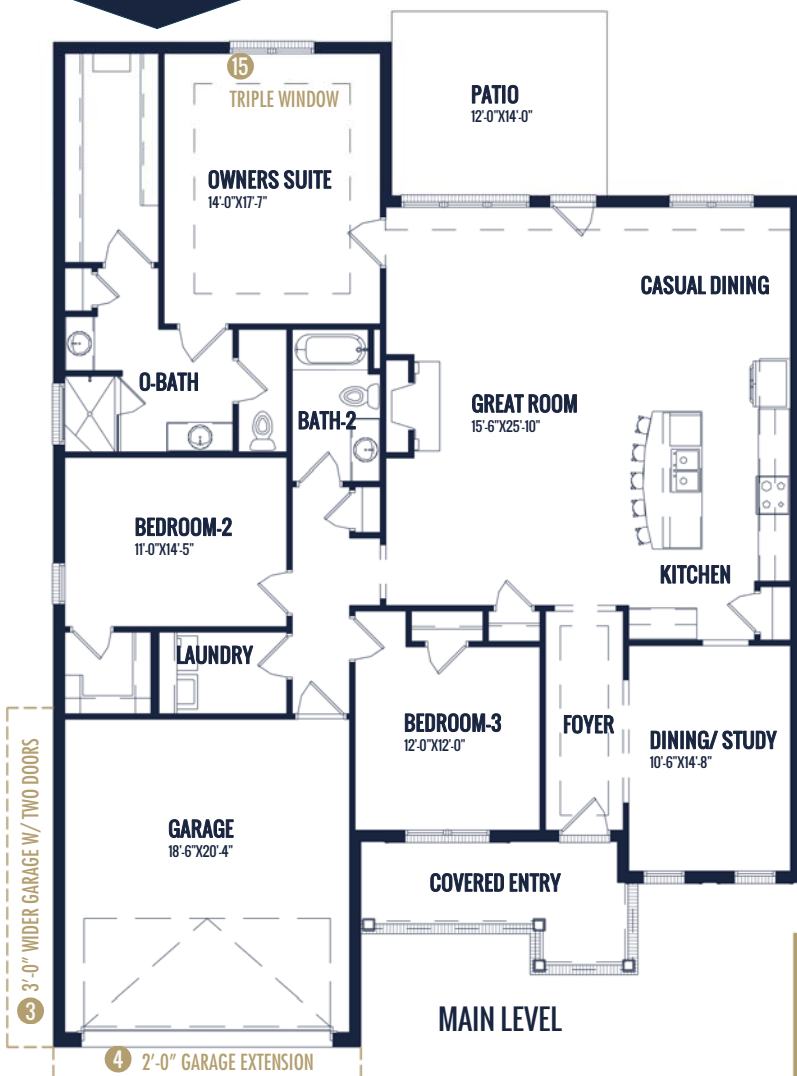 15
TRIPLE WINDOW
PATIO
12'-0"X14'-0"
OWNERS SUITE
14'-0"X17'-7"
CASUAL DINING
O-BATH
BATH-2
GREAT ROOM
15'-6"X25'-10"
BEDROOM-2
11'-0"X14'-5"
KITCHEN
LAUNDRY
BEDROOM-3
12'-0"X12'-0"
FOYER
DINING/ STUDY
10'-6"X14'-8"
GARAGE
18'-6"X20'-4"
COVERED ENTRY
3 3'-0" WIDER GARAGE W/ TWO DOORS
MAIN LEVEL
4 2'-0" GARAGE EXTENSION